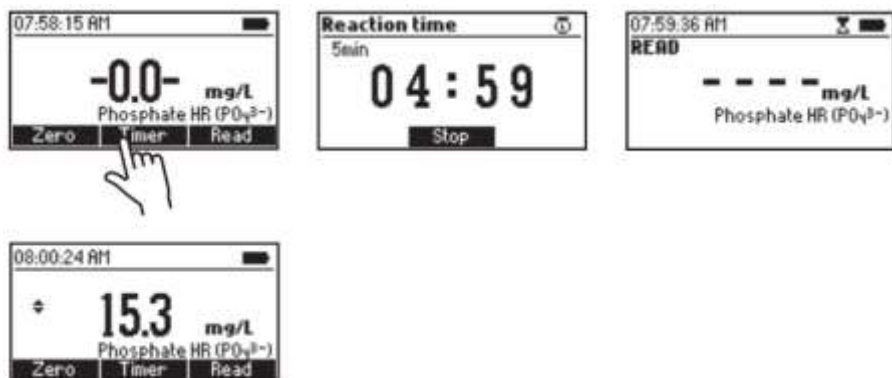 07:58:15 AM
-0.0- mg/L
Phosphate HR (PO₄³⁻)
Zero Timer Read
Reaction time
5min
04:59
Stop
07:59:36 AM
READ
---- mg/L
Phosphate HR (PO₄³⁻)
08:00:24 AM
15.3 mg/L
Phosphate HR (PO₄³⁻)
Zero Timer Read